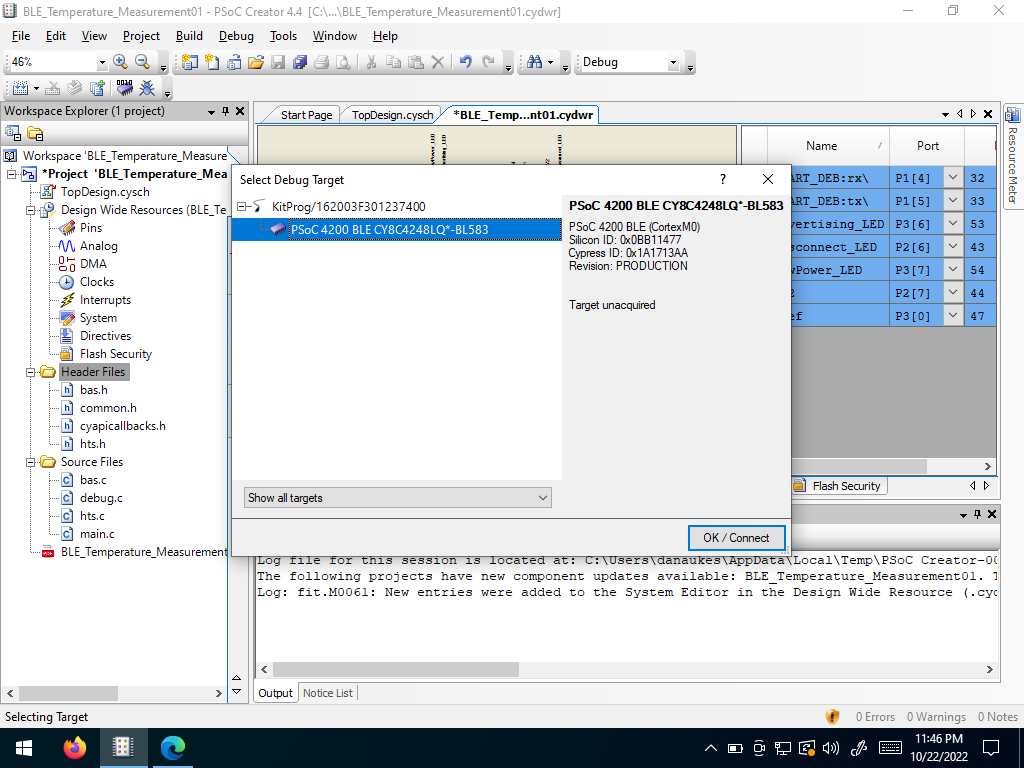 BLE_Temperature_Measurement01 - PSoC Creator 4.4 [C:\...\BLE_Temperature_Measurement01.cydwr]
File Edit View Project Build Debug Tools Window Help
46%
Debug
Workspace Explorer (1 project)
Workspace 'BLE_Temperature_Measure
*Project 'BLE_Temperature_Mea
TopDesign.cysch
Design Wide Resources (BLE_Te
Pins
Analog
DMA
Clocks
Interrupts
System
Directives
Flash Security
Header Files
bas.h
common.h
cyapicallbacks.h
hts.h
Source Files
bas.c
debug.c
hts.c
main.c
BLE_Temperature_Measurement
Start Page TopDesign.cysch *BLE_Temp...nt01.cydwr
Name / Port
ART_DEB:rx\ P1[4] 32
ART_DEB:tx\ P1[5] 33
vertising_LED P3[6] 53
sconnect_LED P2[6] 43
wPower_LED P3[7] 54
2 P2[7] 44
ef P3[0] 47
Flash Security
Resource Meter
Select Debug Target ?
KitProg/162003F301237400
PSoC 4200 BLE CY8C4248LQ*-BL583
Show all targets
PSoC 4200 BLE CY8C4248LQ*-BL583
PSoC 4200 BLE (CortexM0)
Silicon ID: 0x0BB11477
Cypress ID: 0x1A1713AA
Revision: PRODUCTION
Target unacquired
OK / Connect
Log file for this session is located at: C:\Users\danaukes\AppData\Local\Temp\PSoC Creator-00
The following projects have new component updates available: BLE_Temperature_Measurement01. T
Log: fit.M0061: New entries were added to the System Editor in the Design Wide Resource (.cyd
Output Notice List
Selecting Target
0 Errors 0 Warnings 0 Notes
11:46 PM
10/22/2022